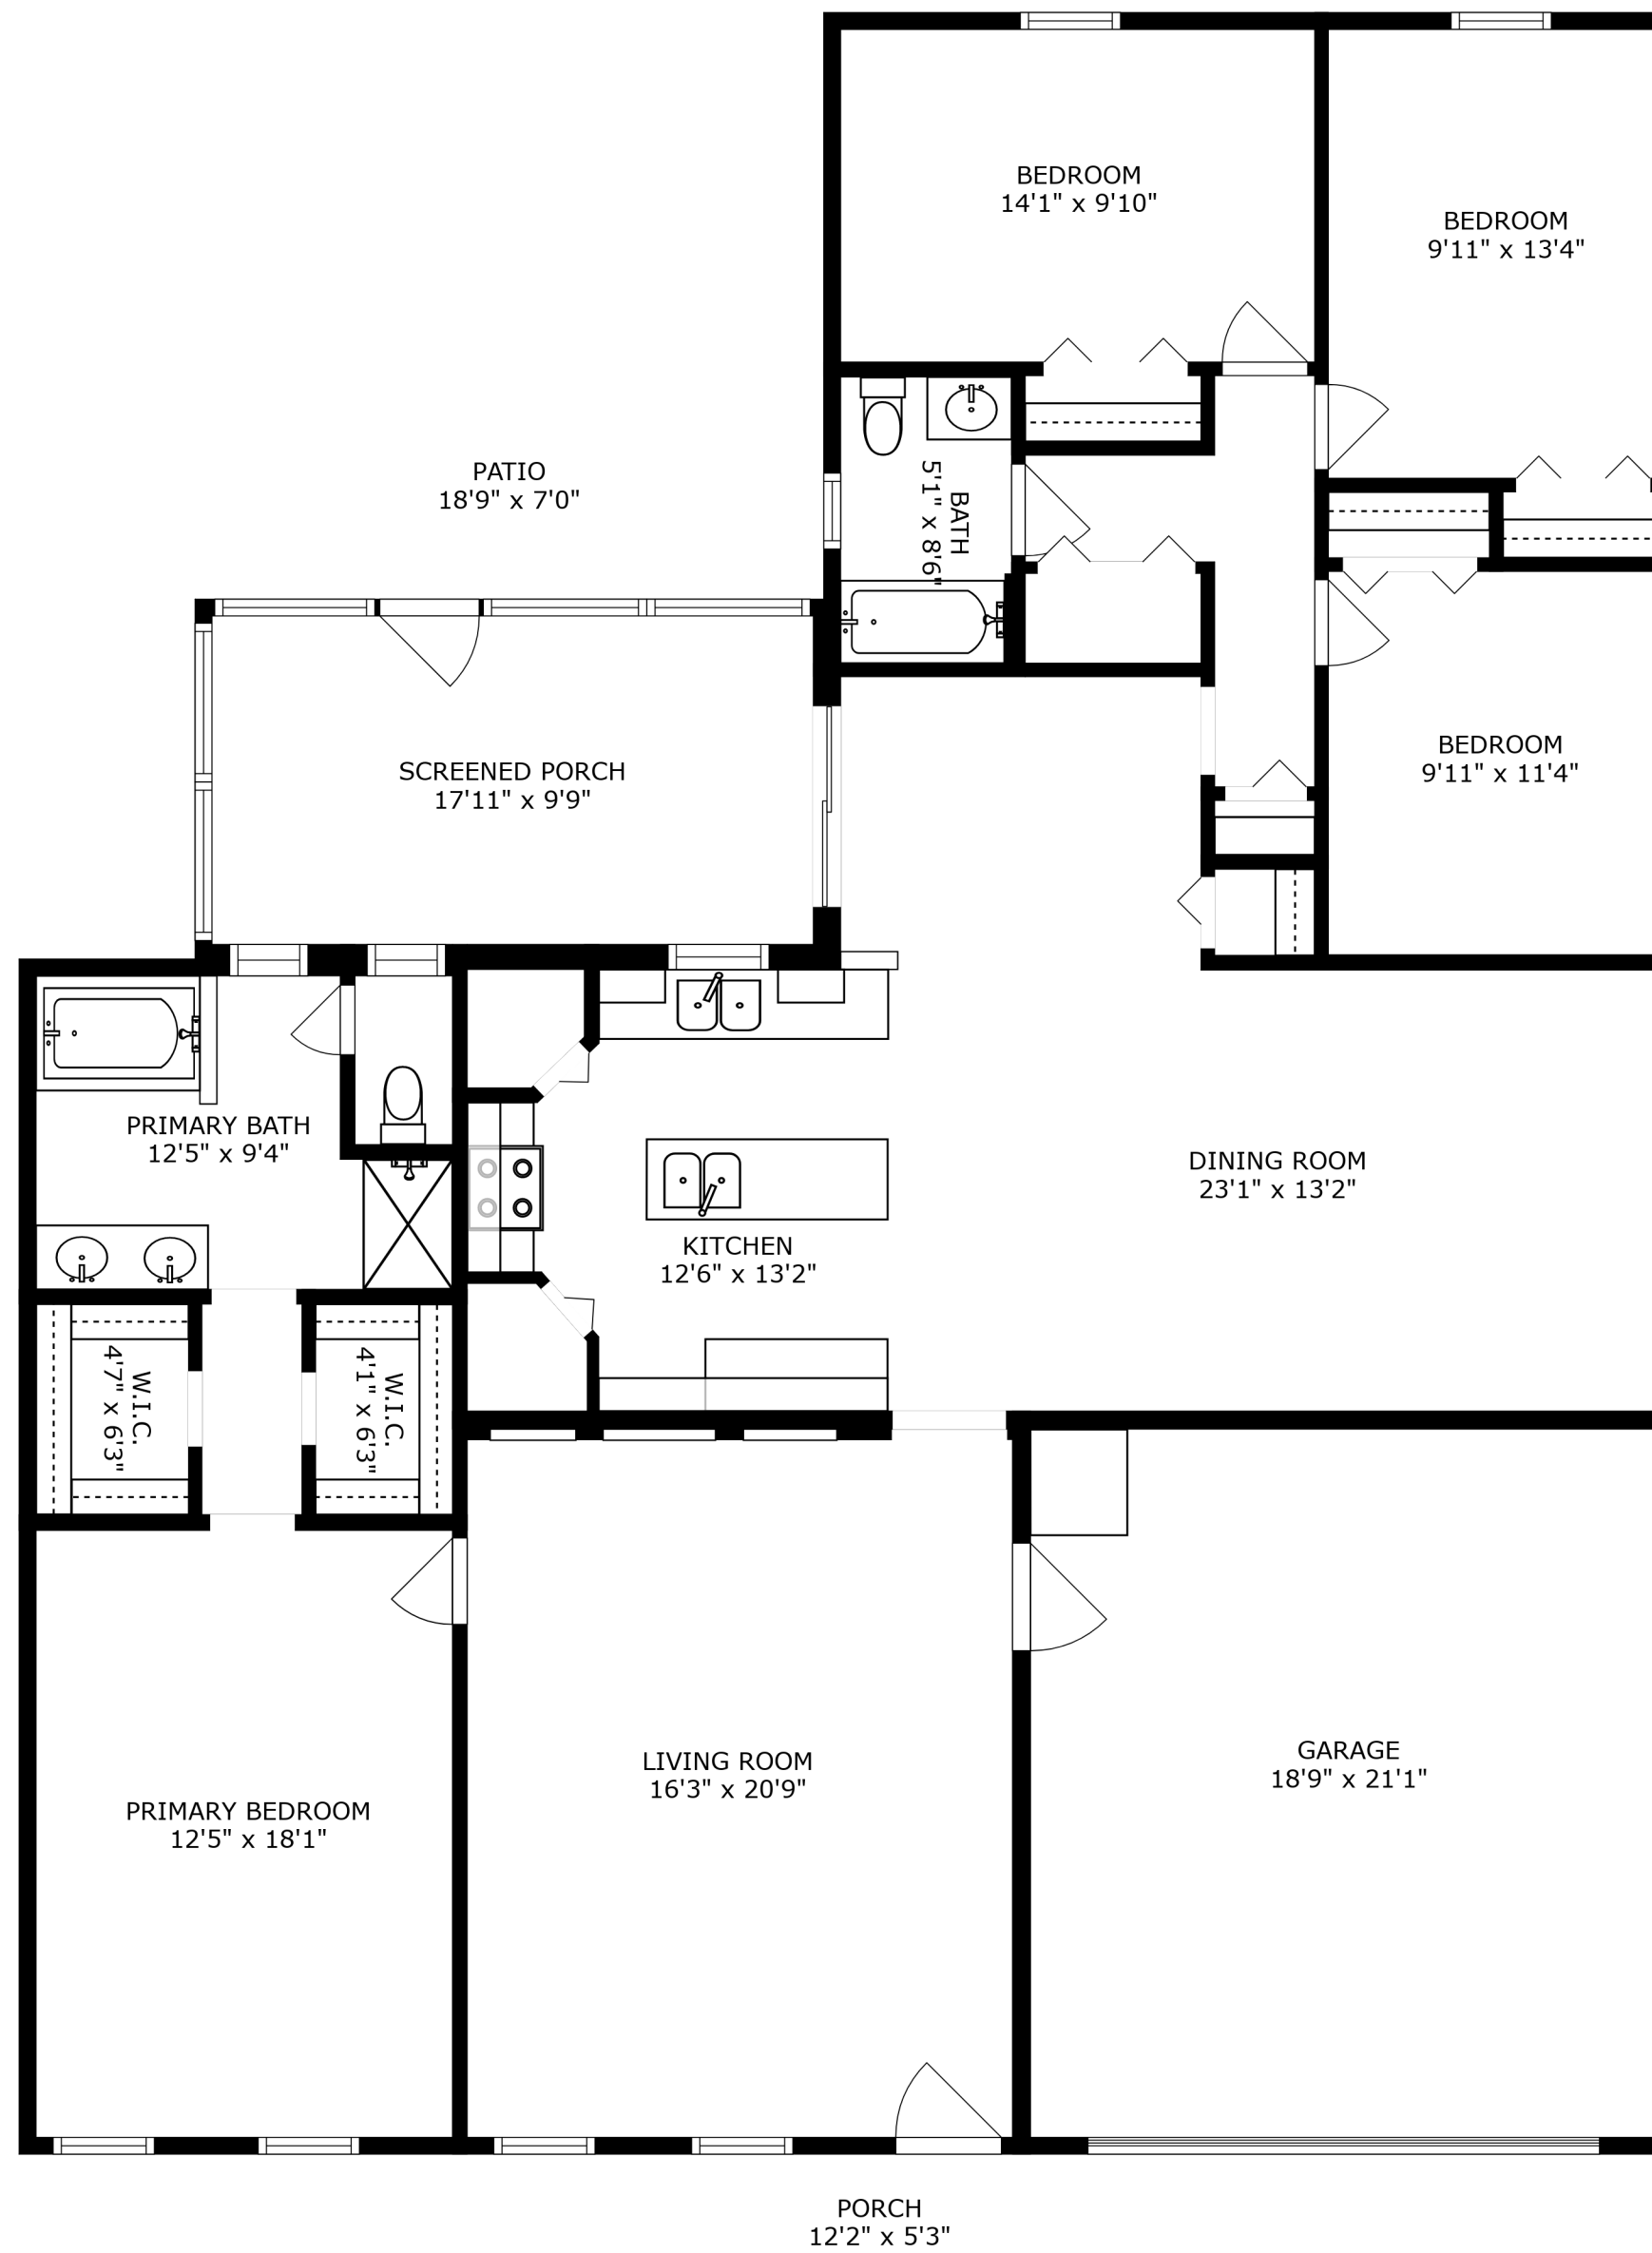 BEDROOM
14'1" x 9'10"
BEDROOM
9'11" x 13'4"
PATIO
18'9" x 7'0"
BATH
5'1" x 8'6"
SCREENED PORCH
17'11" x 9'9"
BEDROOM
9'11" x 11'4"
PRIMARY BATH
12'5" x 9'4"
DINING ROOM
23'1" x 13'2"
KITCHEN
12'6" x 13'2"
W.I.C.
4'7" x 6'3"
W.I.C.
4'1" x 6'3"
LIVING ROOM
16'3" x 20'9"
GARAGE
18'9" x 21'1"
PRIMARY BEDROOM
12'5" x 18'1"
PORCH
12'2" x 5'3"